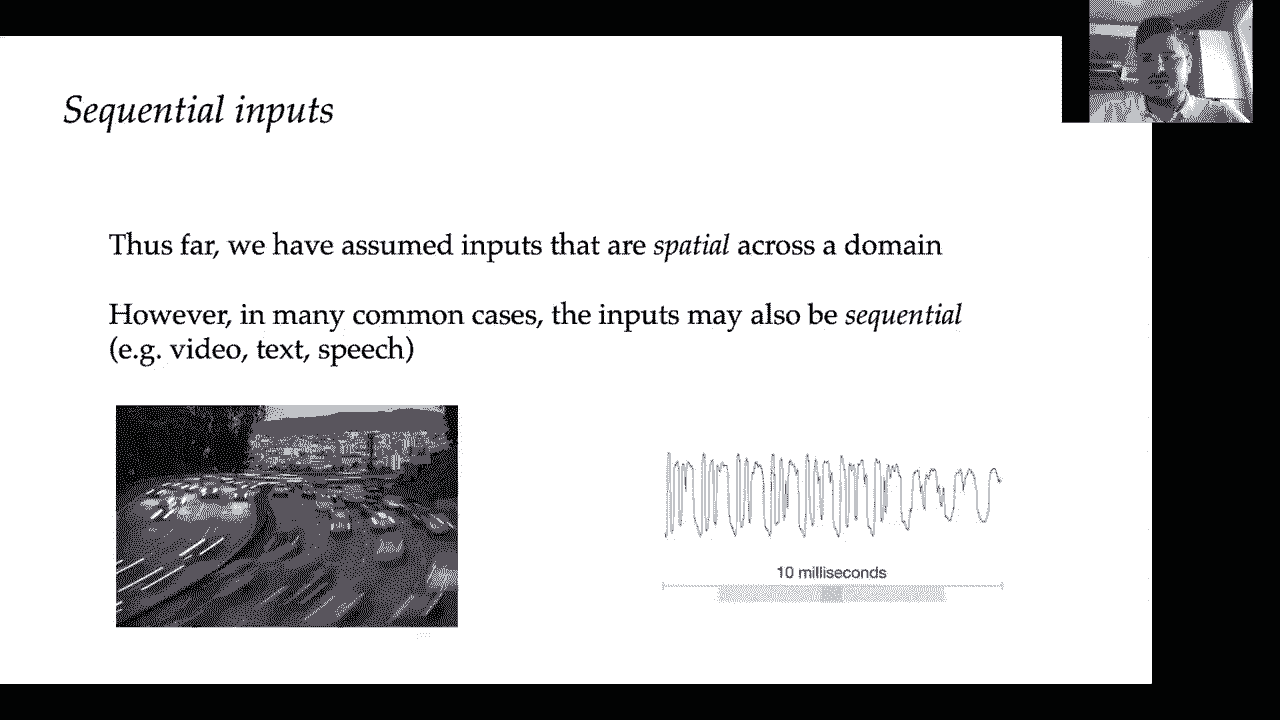 Sequential inputs
Thus far, we have assumed inputs that are spatial across a domain
However, in many common cases, the inputs may also be sequential
(e.g. video, text, speech)
10 milliseconds